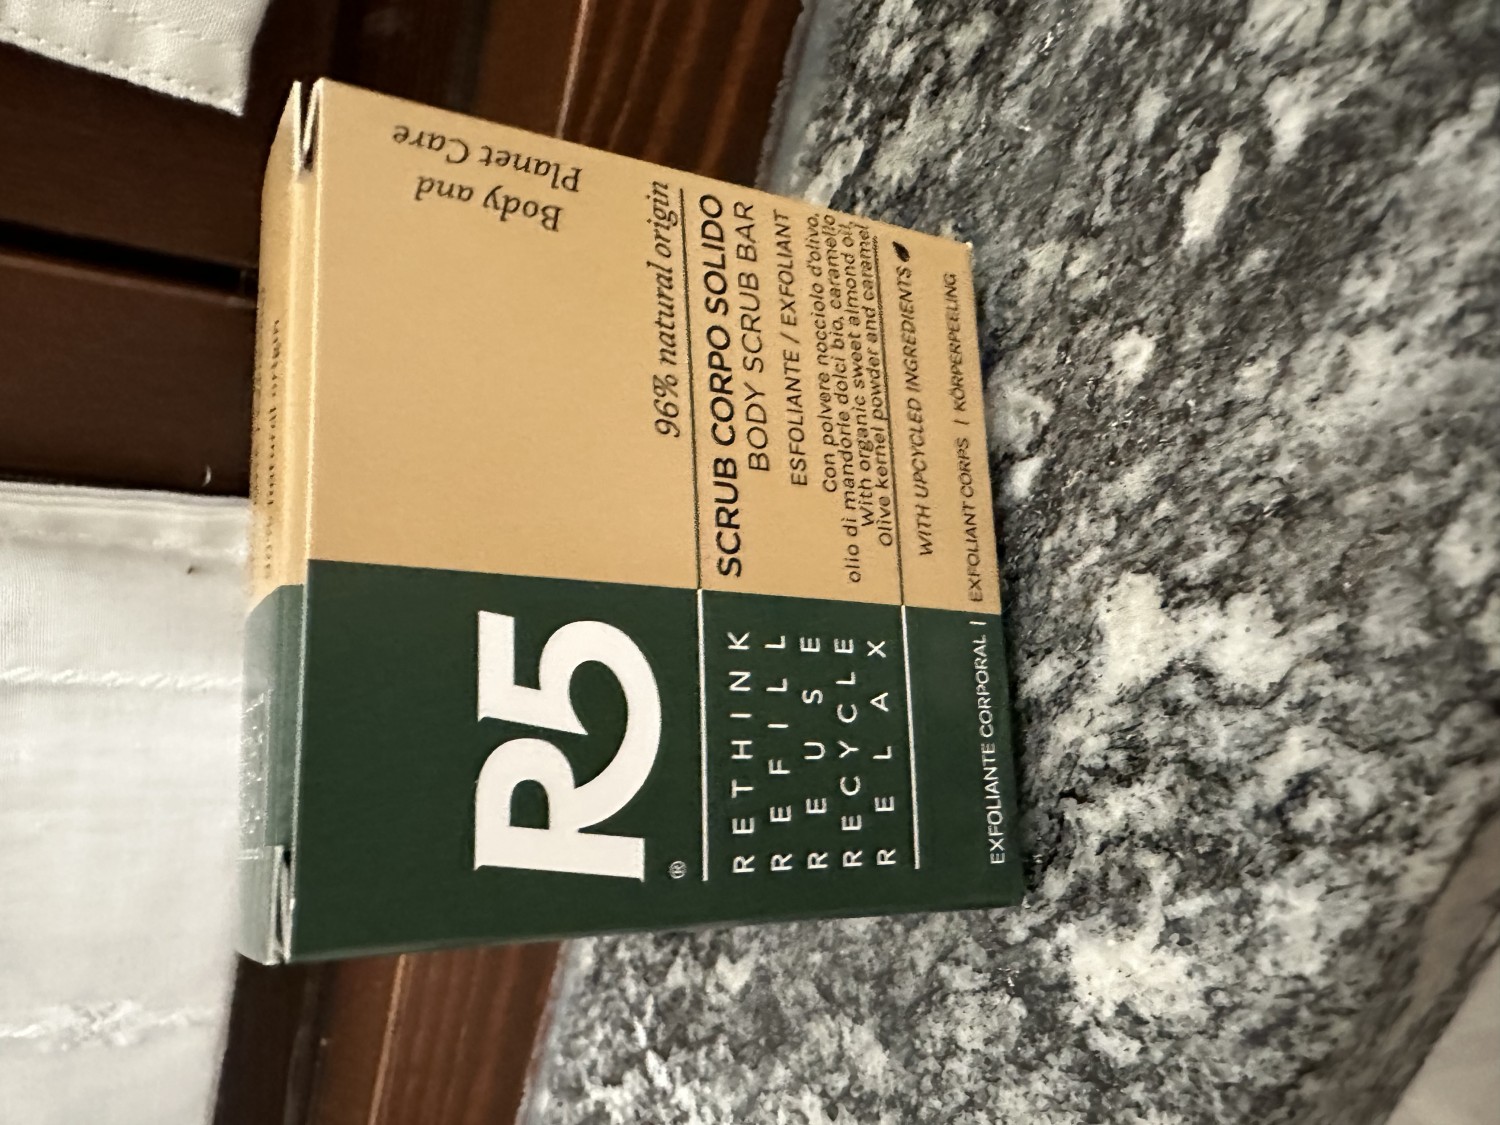 Body and
Planet Care
R5
®
RETHINK
REFILL
REUSE
RECYCLE
RELAX
96% natural origin
SCRUB CORPO SOLIDO
BODY SCRUB BAR
ESFOLIANTE / EXFOLIANT
Con polvere nocciolo d'olivo,
olio di mandorle dolci bio, caramello
With organic sweet almond oil,
olive kernel powder and caramel
WITH UPCYCLED INGREDIENTS
EXFOLIANTE CORPORAL | EXFOLIANT CORPS | KÖRPERPEELING
natural origin